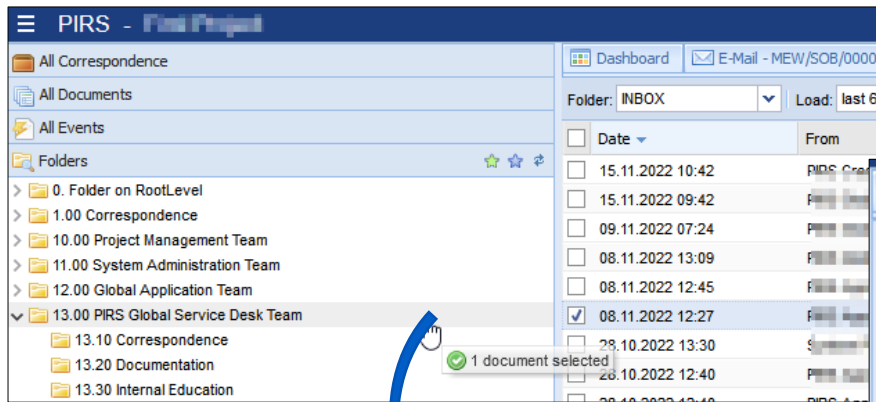 PIRS -
All Correspondence
All Documents
All Events
Folders
0. Folder on RootLevel
1.00 Correspondence
10.00 Project Management Team
11.00 System Administration Team
12.00 Global Application Team
13.00 PIRS Global Service Desk Team
13.10 Correspondence
13.20 Documentation
13.30 Internal Education
Dashboard E-Mail - MEW/SOB/0000
Folder: INBOX Load: last 6
Date From
15.11.2022 10:42 PIRS
15.11.2022 09:42
09.11.2022 07:24
08.11.2022 13:09
08.11.2022 12:45
08.11.2022 12:27
28.10.2022 13:30
1 document selected
28.10.2022 12:40